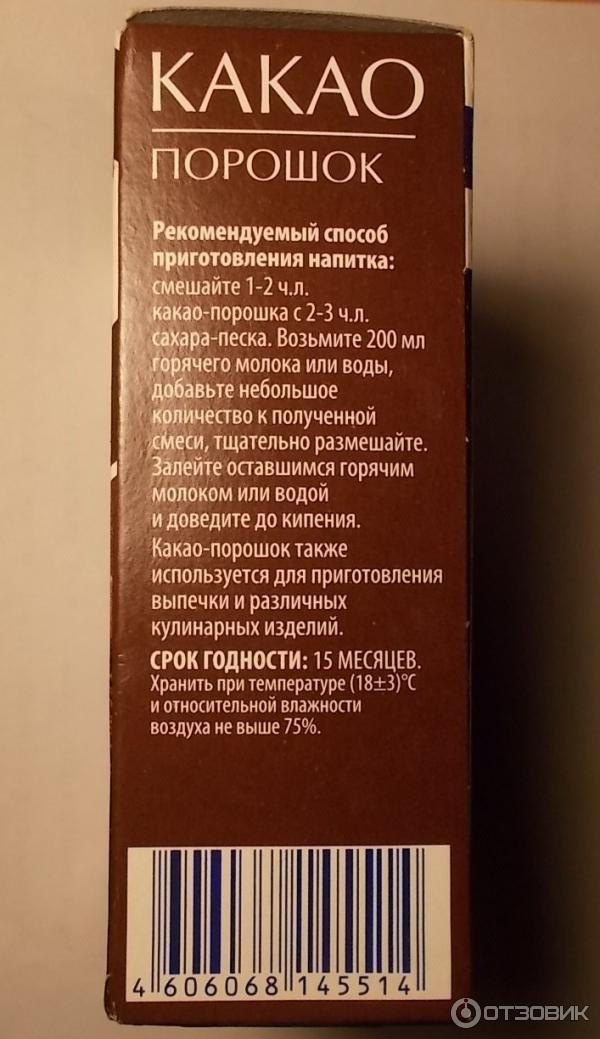 КАКАО
ПОРОШОК
Рекомендуемый способ
приготовления напитка:
смешайте 1-2 ч.л.
какао-порошка с 2-3 ч.л.
сахара-песка. Возьмите 200 мл
горячего молока или воды,
добавьте небольшое
количество к полученной
смеси, тщательно размешайте.
Залейте оставшимся горячим
молоком или водой
и доведите до кипения.
Какао-порошок также
используется для приготовления
выпечки и различных
кулинарных изделий.
СРОК ГОДНОСТИ: 15 МЕСЯЦЕВ.
Хранить при температуре (18±3)°С
и относительной влажности
воздуха не выше 75%.
4 606068 145514
ОТЗОВИК